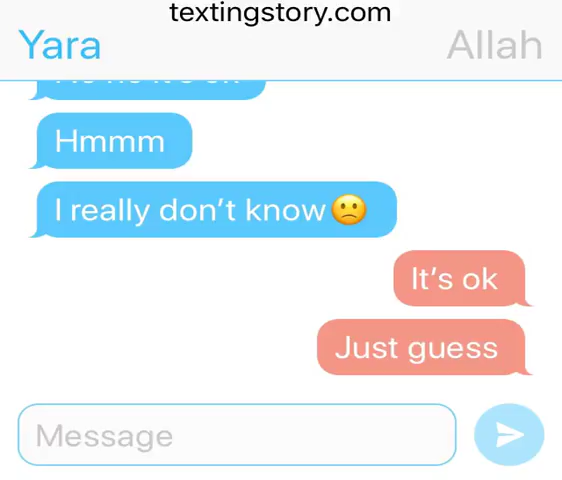 textingstory.com
Yara
Allah
Hmmm
I really don't know🙁
It's ok
Just guess
Message